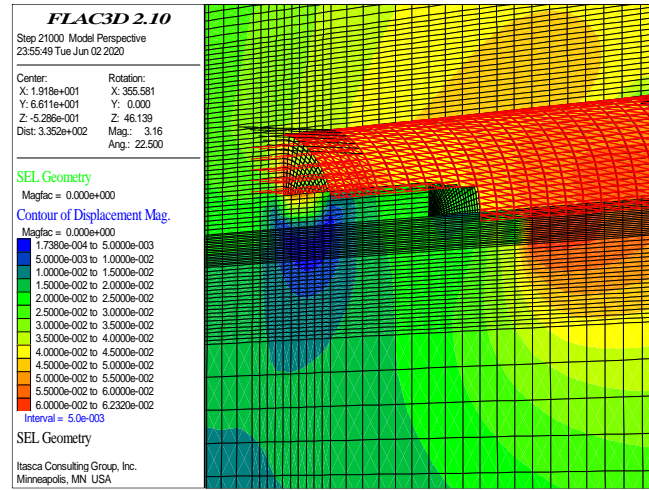 FLAC3D 2.10
Step 21000 Model Perspective
23:55:49 Tue Jun 02 2020
Center: Rotation:
X: 1.918e+001 X: 355.581
Y: 6.611e+001 Y: 0.000
Z: -5.286e-001 Z: 46.139
Dist: 3.352e+002 Mag.: 3.16
Ang.: 22.500
SEL Geometry
Magfac = 0.000e+000
Contour of Displacement Mag.
Magfac = 0.000e+000
1.7380e-004 to 5.0000e-003
5.0000e-003 to 1.0000e-002
1.0000e-002 to 1.5000e-002
1.5000e-002 to 2.0000e-002
2.0000e-002 to 2.5000e-002
2.5000e-002 to 3.0000e-002
3.0000e-002 to 3.5000e-002
3.5000e-002 to 4.0000e-002
4.0000e-002 to 4.5000e-002
4.5000e-002 to 5.0000e-002
5.0000e-002 to 5.5000e-002
5.5000e-002 to 6.0000e-002
6.0000e-002 to 6.2320e-002
Interval = 5.0e-003
SEL Geometry
Itasca Consulting Group, Inc.
Minneapolis, MN USA